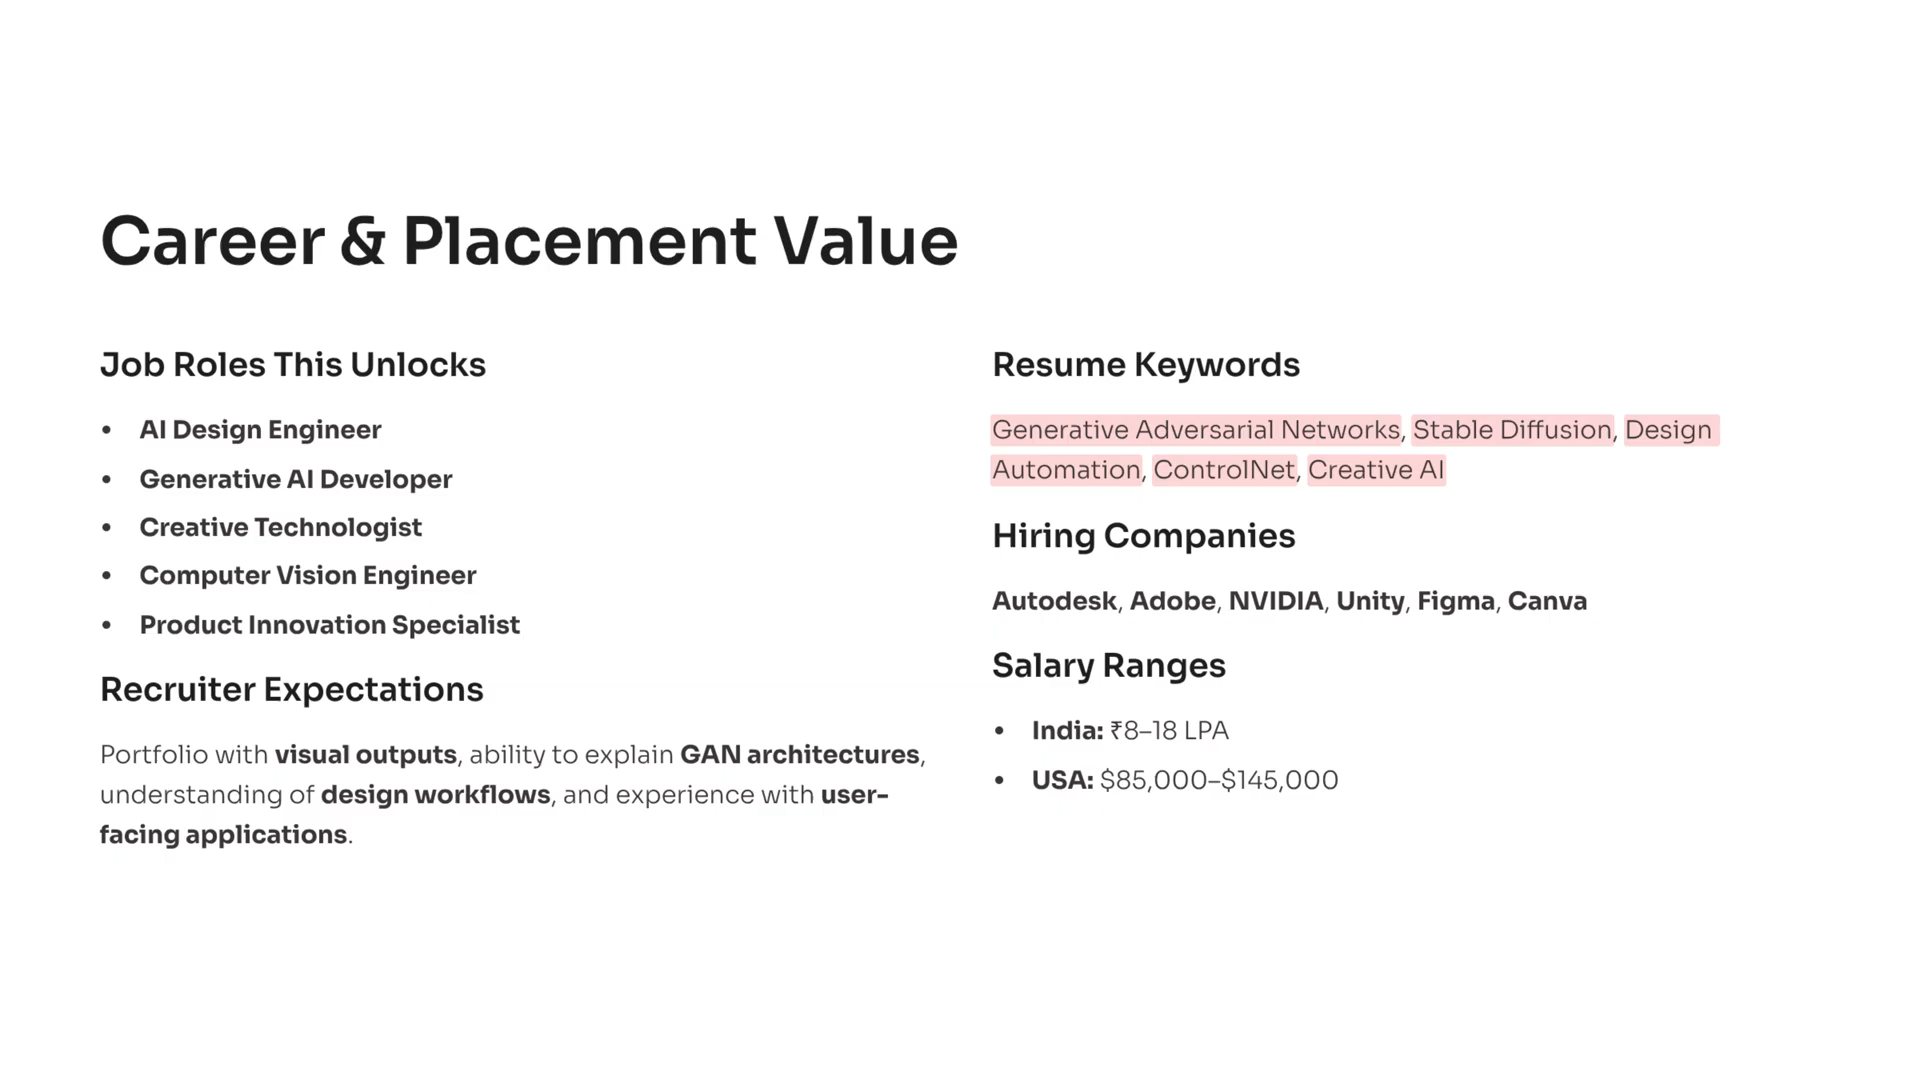 Career & Placement Value
Job Roles This Unlocks
• AI Design Engineer
• Generative AI Developer
• Creative Technologist
• Computer Vision Engineer
• Product Innovation Specialist
Recruiter Expectations
Portfolio with visual outputs, ability to explain GAN architectures,
understanding of design workflows, and experience with user-
facing applications.
Resume Keywords
Generative Adversarial Networks, Stable Diffusion, Design
Automation, ControlNet, Creative AI
Hiring Companies
Autodesk, Adobe, NVIDIA, Unity, Figma, Canva
Salary Ranges
• India: ₹8–18 LPA
• USA: $85,000–$145,000